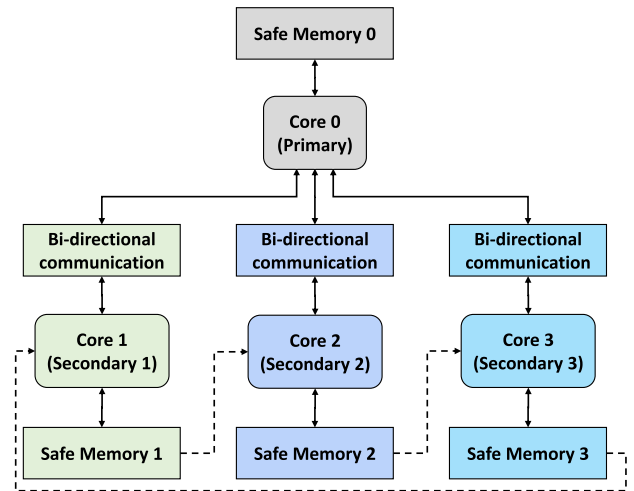 Safe Memory 0
Core 0
(Primary)
Bi-directional
communication
Bi-directional
communication
Bi-directional
communication
Core 1
(Secondary 1)
Core 2
(Secondary 2)
Core 3
(Secondary 3)
Safe Memory 1
Safe Memory 2
Safe Memory 3